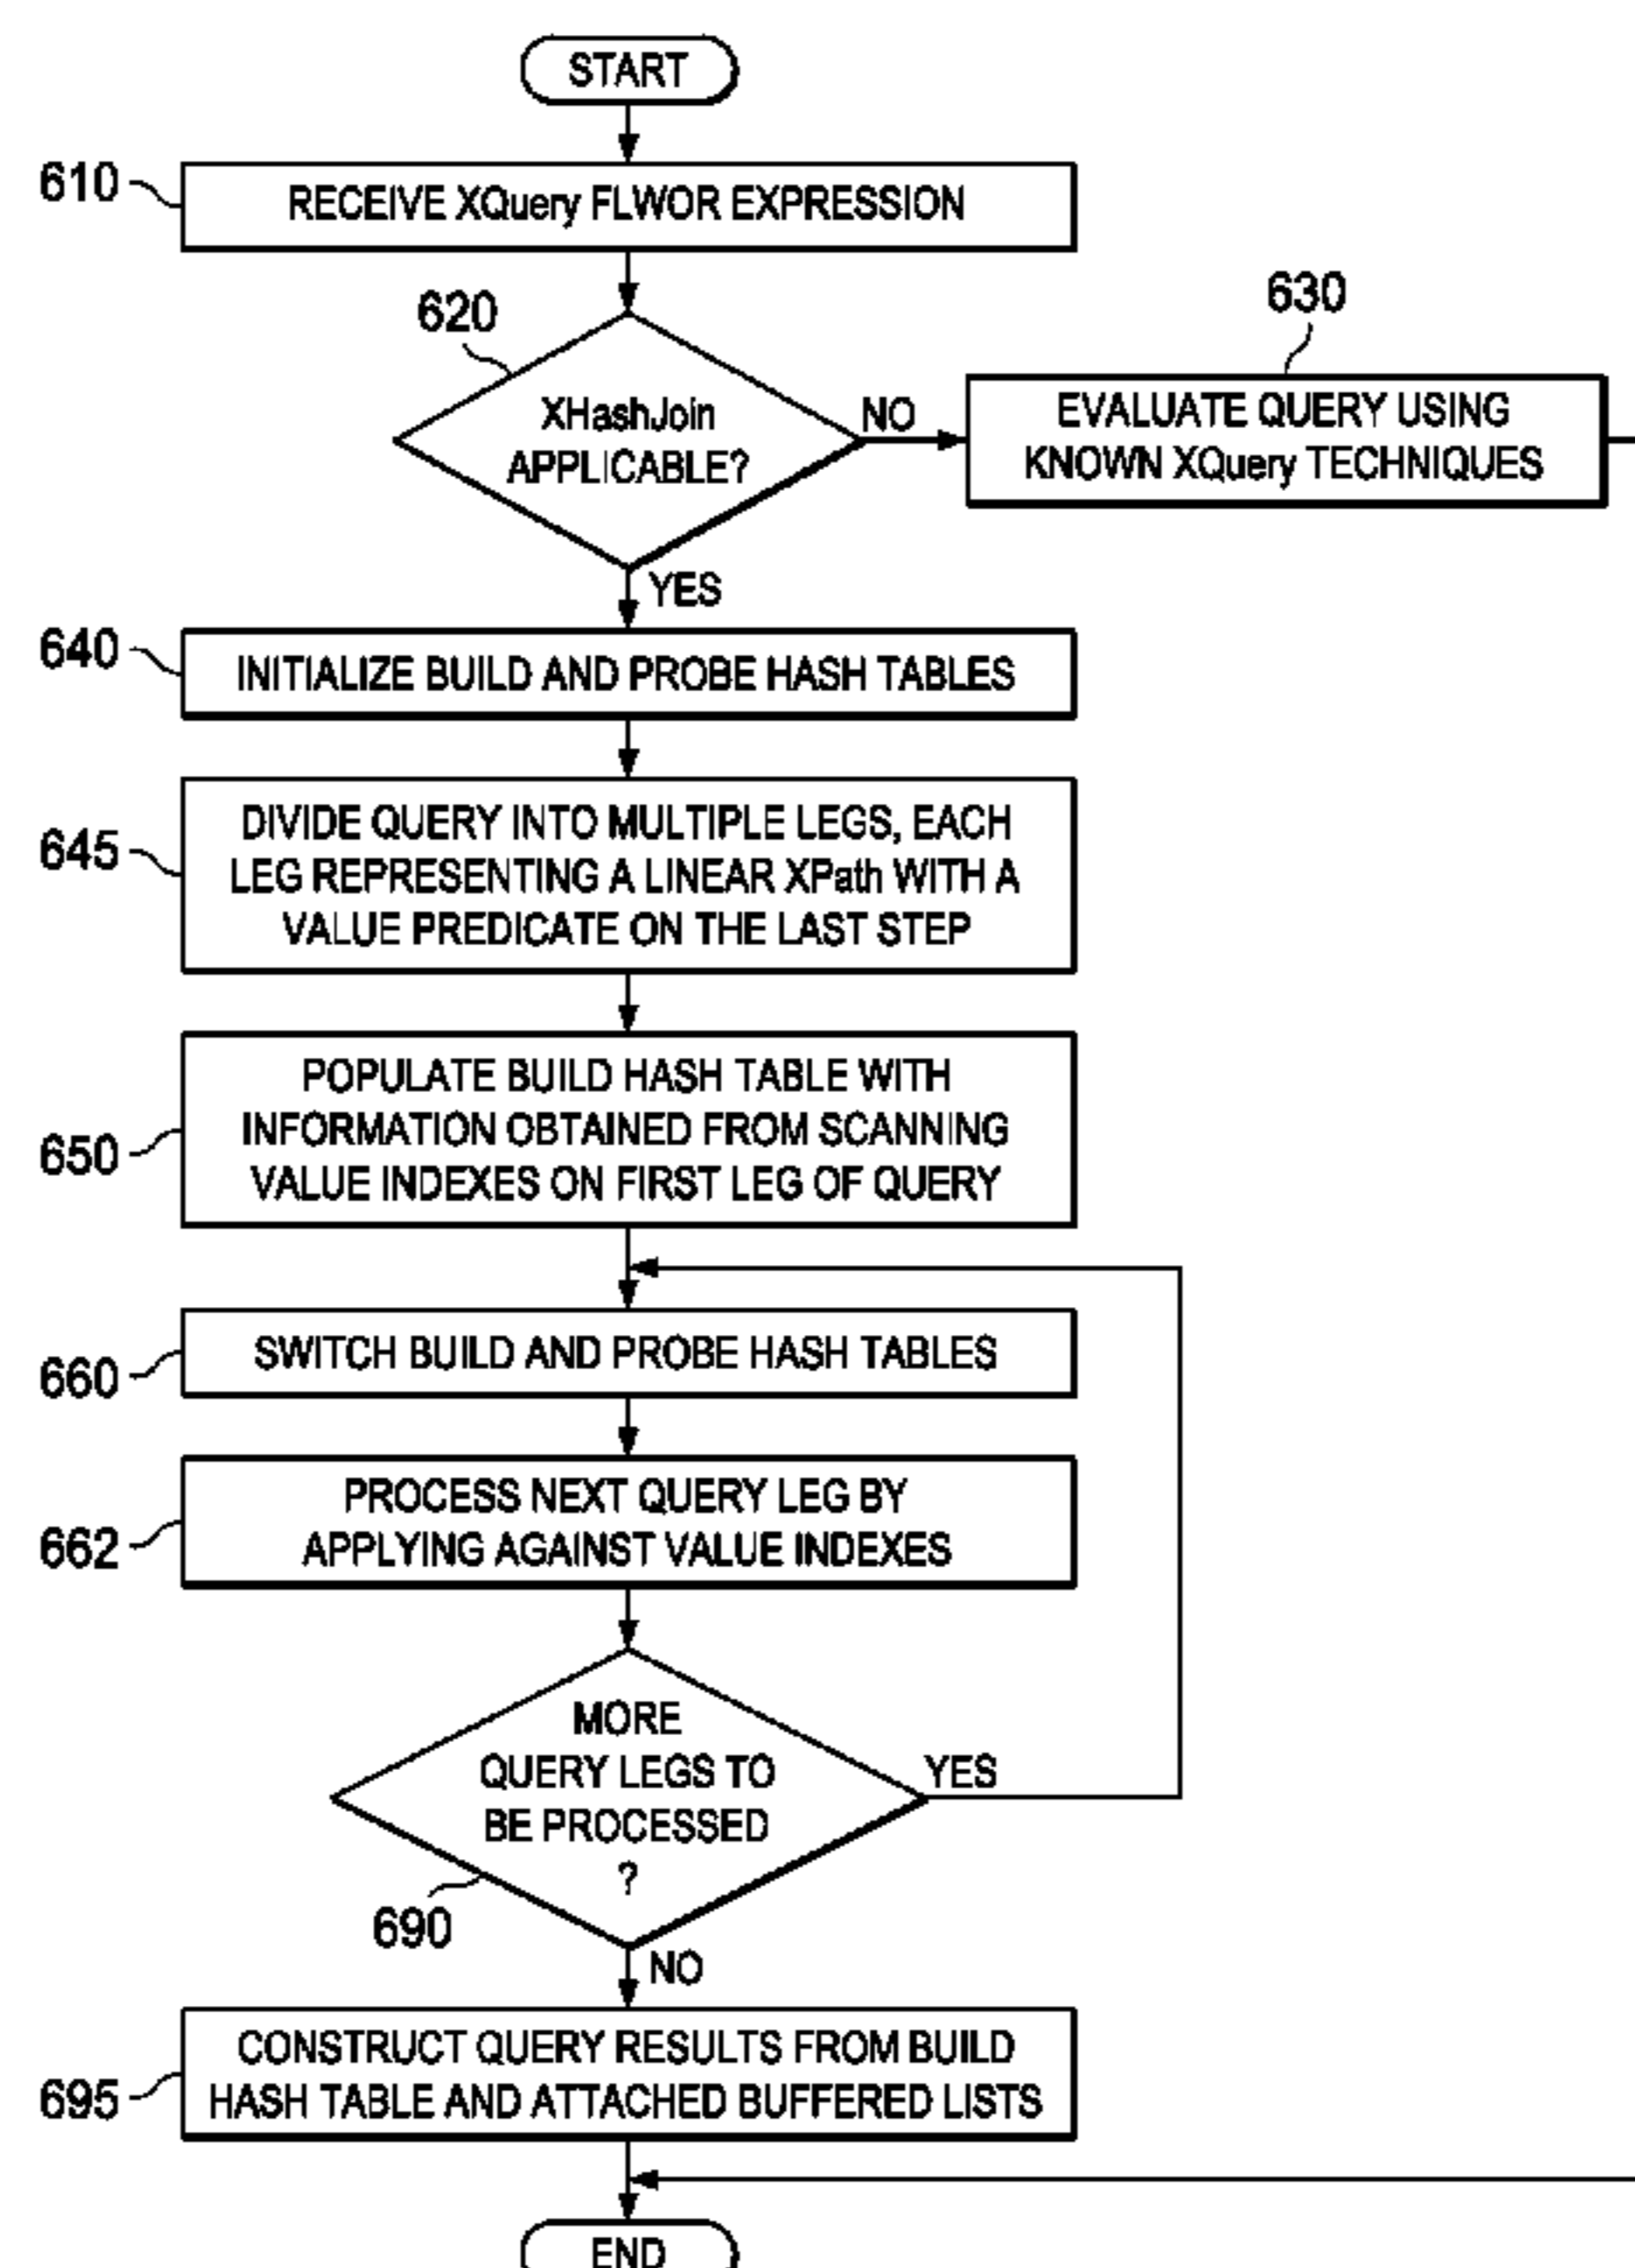 START
610
RECEIVE XQuery FLWOR EXPRESSION
620
XHashJoin
APPLICABLE?
NO
630
EVALUATE QUERY USING
KNOWN XQuery TECHNIQUES
YES
640
INITIALIZE BUILD AND PROBE HASH TABLES
645
DIVIDE QUERY INTO MULTIPLE LEGS, EACH
LEG REPRESENTING A LINEAR XPath WITH A
VALUE PREDICATE ON THE LAST STEP
650
POPULATE BUILD HASH TABLE WITH
INFORMATION OBTAINED FROM SCANNING
VALUE INDEXES ON FIRST LEG OF QUERY
660
SWITCH BUILD AND PROBE HASH TABLES
662
PROCESS NEXT QUERY LEG BY
APPLYING AGAINST VALUE INDEXES
MORE
QUERY LEGS TO
BE PROCESSED
?
YES
690
NO
695
CONSTRUCT QUERY RESULTS FROM BUILD
HASH TABLE AND ATTACHED BUFFERED LISTS
END